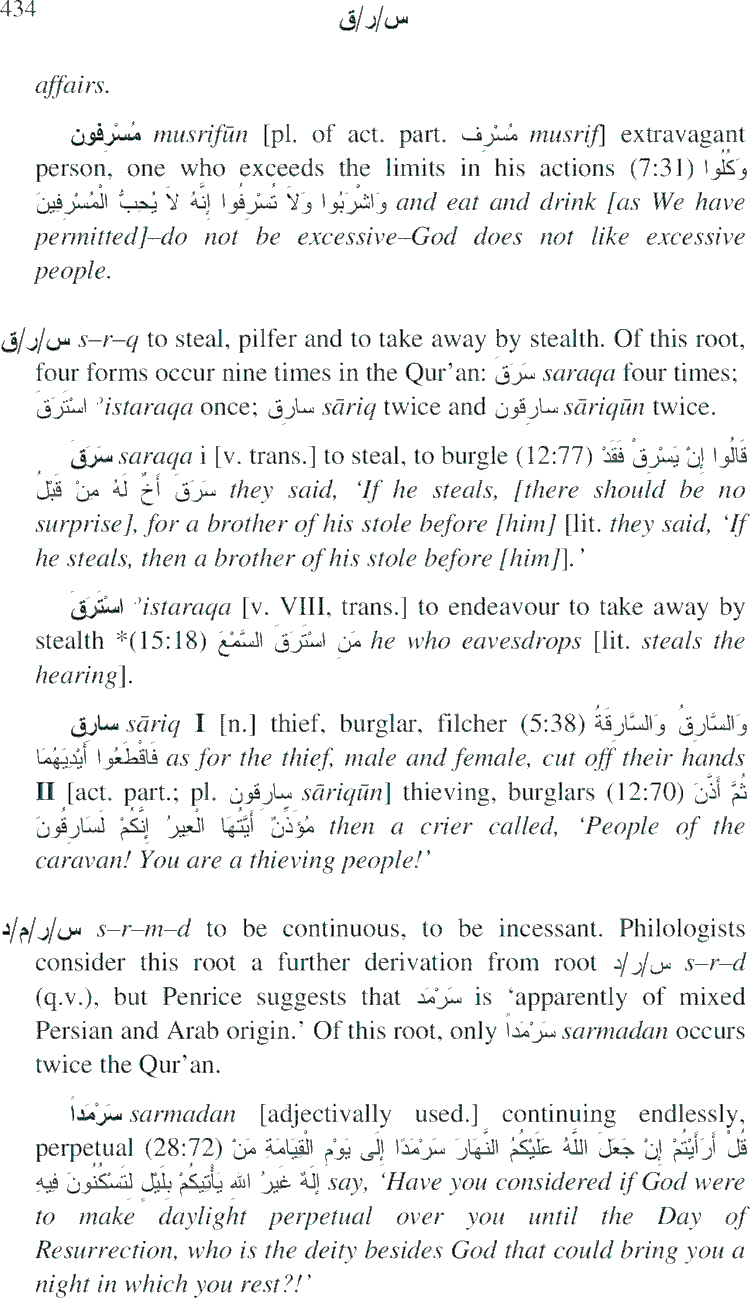 434
س/ر/ق
affairs.
مُسْرِفون musrifūn [pl. of act. part. مُسْرِف musrif] extravagant
person, one who exceeds the limits in his actions (7:31) وَكُلُوا
وَاشْرَبُوا وَلاَ تُسْرِفُوا إِنَّهُ لاَ يُحِبُّ الْمُسْرِفِينَ and eat and drink [as We have
permitted]–do not be excessive–God does not like excessive
people.
س/ر/ق s–r–q to steal, pilfer and to take away by stealth. Of this root,
four forms occur nine times in the Qur’an: سَرَقَ saraqa four times;
اسْتَرَقَ ’istaraqa once; سارِق sāriq twice and سارِقون sāriqūn twice.
سَرَقَ saraqa i [v. trans.] to steal, to burgle (12:77) قَالُوا إِنْ يَسْرِقْ فَقَدْ
سَرَقَ أَخٌ لَهُ مِنْ قَبْلُ they said, ‘If he steals, [there should be no
surprise], for a brother of his stole before [him] [lit. they said, ‘If
he steals, then a brother of his stole before [him]].’
اسْتَرَقَ ’istaraqa [v. VIII, trans.] to endeavour to take away by
stealth *(15:18) مَنِ اسْتَرَقَ السَّمْعَ he who eavesdrops [lit. steals the
hearing].
سارِق sāriq I [n.] thief, burglar, filcher (5:38) وَالسَّارِقُ وَالسَّارِقَةُ
فَاقْطَعُوا أَيْدِيَهُمَا as for the thief, male and female, cut off their hands
II [act. part.; pl. سارِقون sāriqūn] thieving, burglars (12:70) ثُمَّ أَذَّنَ
مُؤَذِّنٌ أَيَّتُهَا الْعِيرُ إِنَّكُمْ لَسَارِقُونَ then a crier called, ‘People of the
caravan! You are a thieving people!’
س/ر/م/د s–r–m–d to be continuous, to be incessant. Philologists
consider this root a further derivation from root س/ر/د s–r–d
(q.v.), but Penrice suggests that سَرْمَد is ‘apparently of mixed
Persian and Arab origin.’ Of this root, only سَرْمَداً sarmadan occurs
twice the Qur’an.
سَرْمَداً sarmadan [adjectivally used.] continuing endlessly,
perpetual (28:72) قُلْ أَرَأَيْتُمْ إِنْ جَعَلَ اللَّهُ عَلَيْكُمُ النَّهَارَ سَرْمَدًا إِلَى يَوْمِ الْقِيَامَةِ مَنْ
إِلَهٌ غَيْرُ اللهِ يَأْتِيكُمْ بِلَيْلٍ تَسْكُنُونَ فِيهِ say, ‘Have you considered if God were
to make daylight perpetual over you until the Day of
Resurrection, who is the deity besides God that could bring you a
night in which you rest?!’